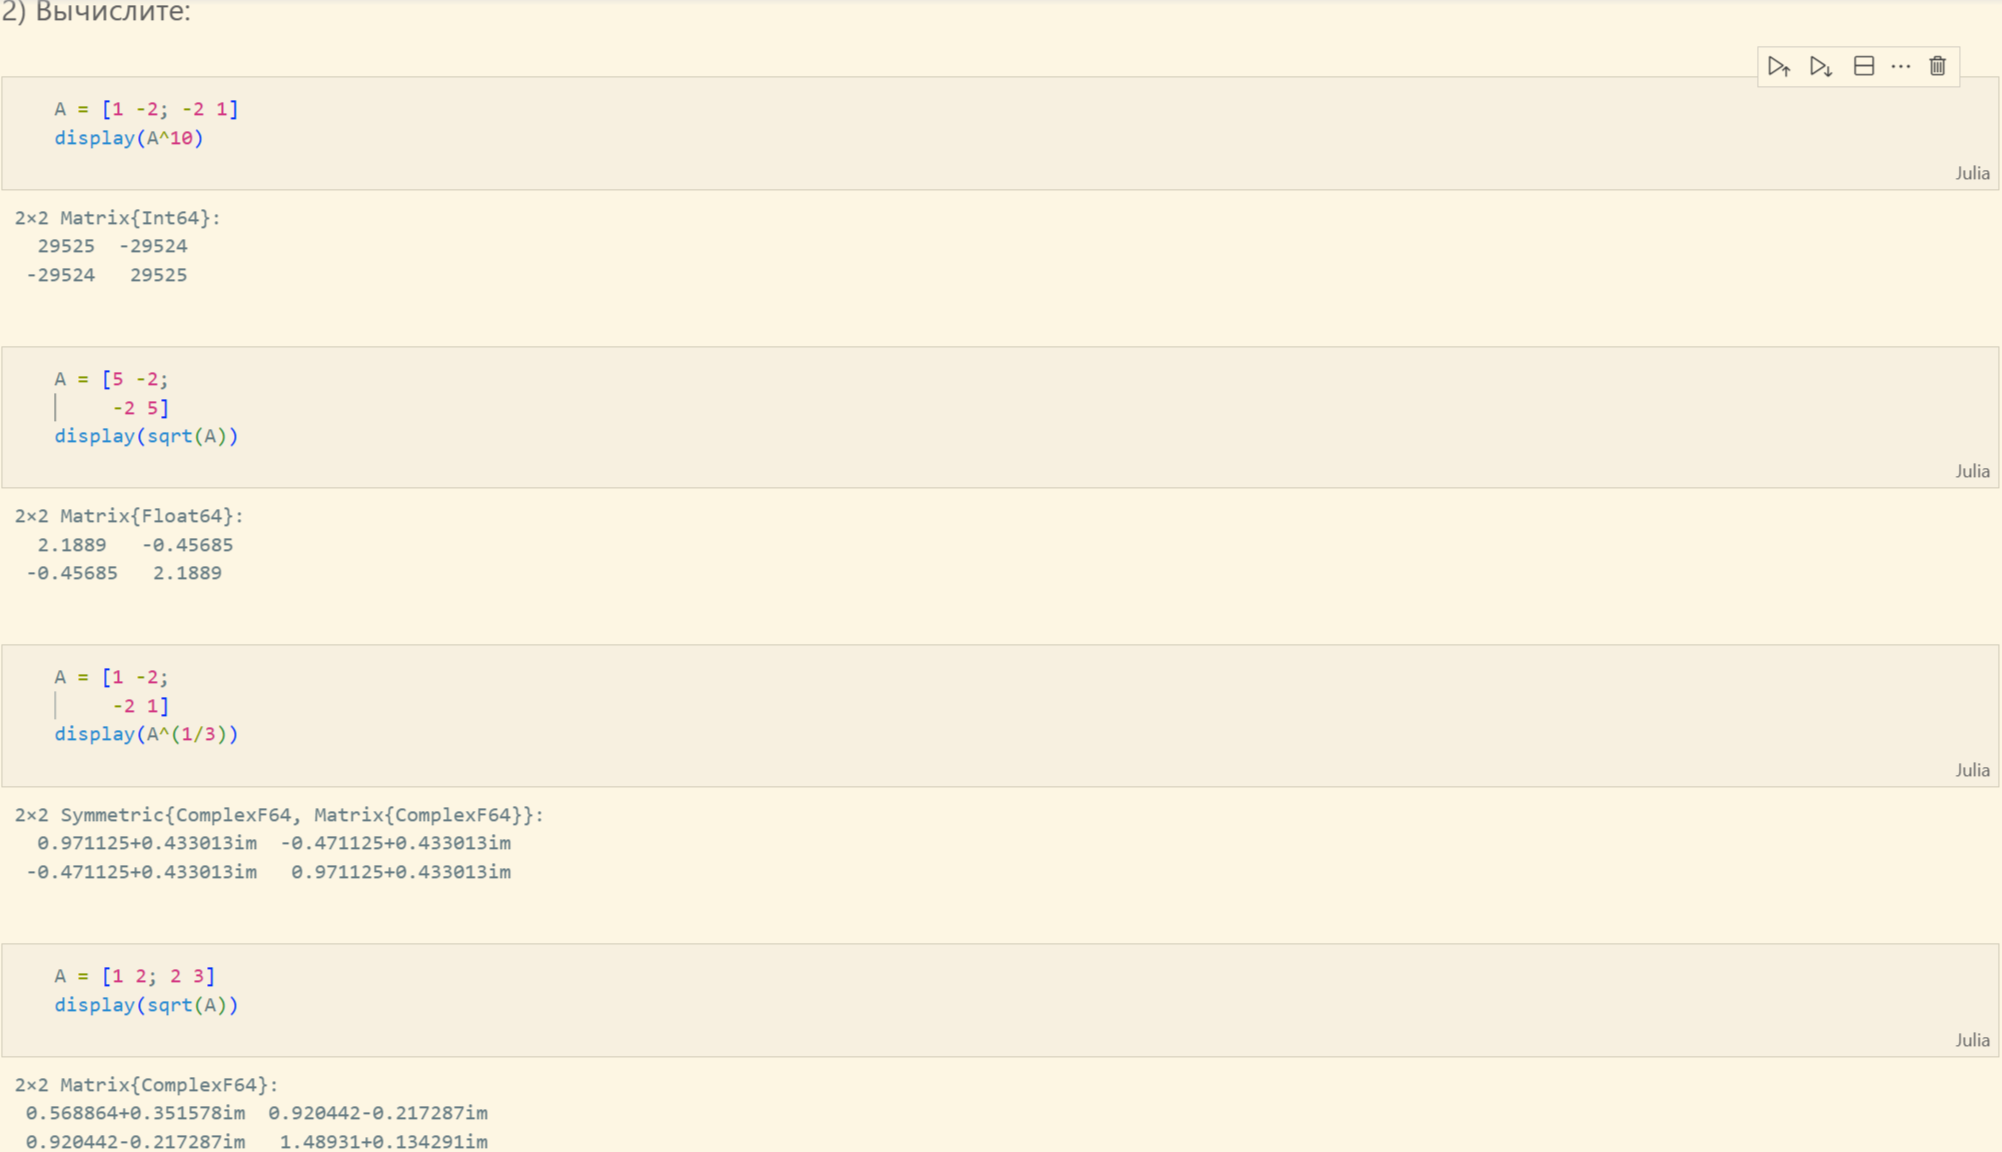 2) Вычислите:
A = [1 -2; -2 1]
display(A^10)
Julia
2×2 Matrix{Int64}:
29525 -29524
-29524 29525
A = [5 -2;
-2 5]
display(sqrt(A))
Julia
2×2 Matrix{Float64}:
2.1889 -0.45685
-0.45685 2.1889
A = [1 -2;
-2 1]
display(A^(1/3))
Julia
2×2 Symmetric{ComplexF64, Matrix{ComplexF64}}:
0.971125+0.433013im -0.471125+0.433013im
-0.471125+0.433013im 0.971125+0.433013im
A = [1 2; 2 3]
display(sqrt(A))
Julia
2×2 Matrix{ComplexF64}:
0.568864+0.351578im 0.920442-0.217287im
0.920442-0.217287im 1.48931+0.134291im